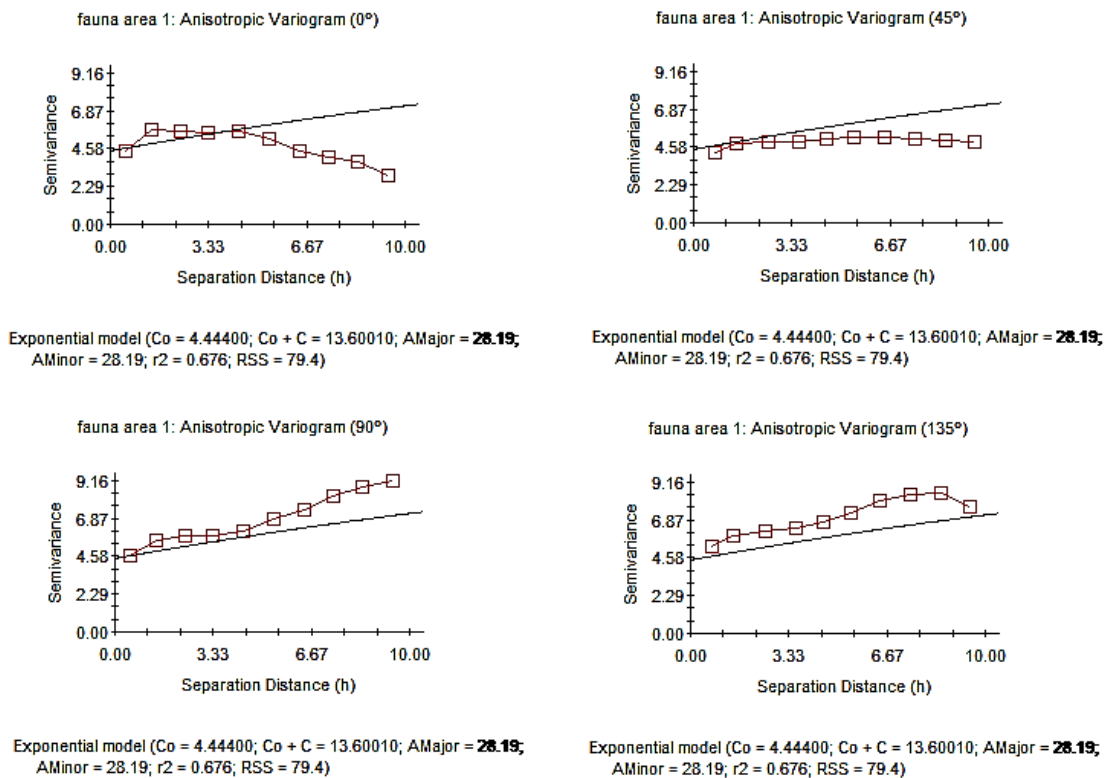 fauna area 1: Anisotropic Variogram (0º)
9.16
6.87
4.58
2.29
0.00
Semivariance
0.00 3.33 6.67 10.00
Separation Distance (h)
Exponential model (Co = 4.44400; Co + C = 13.60010; AMajor = 28.19;
AMinor = 28.19; r2 = 0.676; RSS = 79.4)
fauna area 1: Anisotropic Variogram (45º)
9.16
6.87
4.58
2.29
0.00
Semivariance
0.00 3.33 6.67 10.00
Separation Distance (h)
Exponential model (Co = 4.44400; Co + C = 13.60010; AMajor = 28.19;
AMinor = 28.19; r2 = 0.676; RSS = 79.4)
fauna area 1: Anisotropic Variogram (90º)
9.16
6.87
4.58
2.29
0.00
Semivariance
0.00 3.33 6.67 10.00
Separation Distance (h)
Exponential model (Co = 4.44400; Co + C = 13.60010; AMajor = 28.19;
AMinor = 28.19; r2 = 0.676; RSS = 79.4)
fauna area 1: Anisotropic Variogram (135º)
9.16
6.87
4.58
2.29
0.00
Semivariance
0.00 3.33 6.67 10.00
Separation Distance (h)
Exponential model (Co = 4.44400; Co + C = 13.60010; AMajor = 28.19;
AMinor = 28.19; r2 = 0.676; RSS = 79.4)